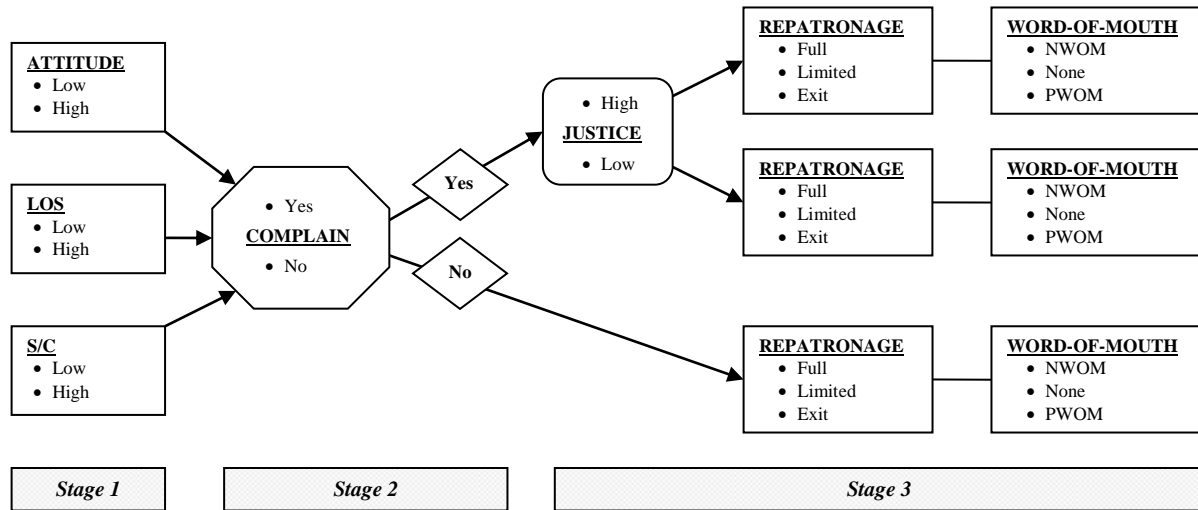 ATTITUDE
• Low
• High
LOS
• Low
• High
S/C
• Low
• High
• Yes
COMPLAIN
• No
Yes
No
• High
JUSTICE
• Low
REPATRONAGE
• Full
• Limited
• Exit
WORD-OF-MOUTH
• NWOM
• None
• PWOM
REPATRONAGE
• Full
• Limited
• Exit
WORD-OF-MOUTH
• NWOM
• None
• PWOM
REPATRONAGE
• Full
• Limited
• Exit
WORD-OF-MOUTH
• NWOM
• None
• PWOM
Stage 1
Stage 2
Stage 3